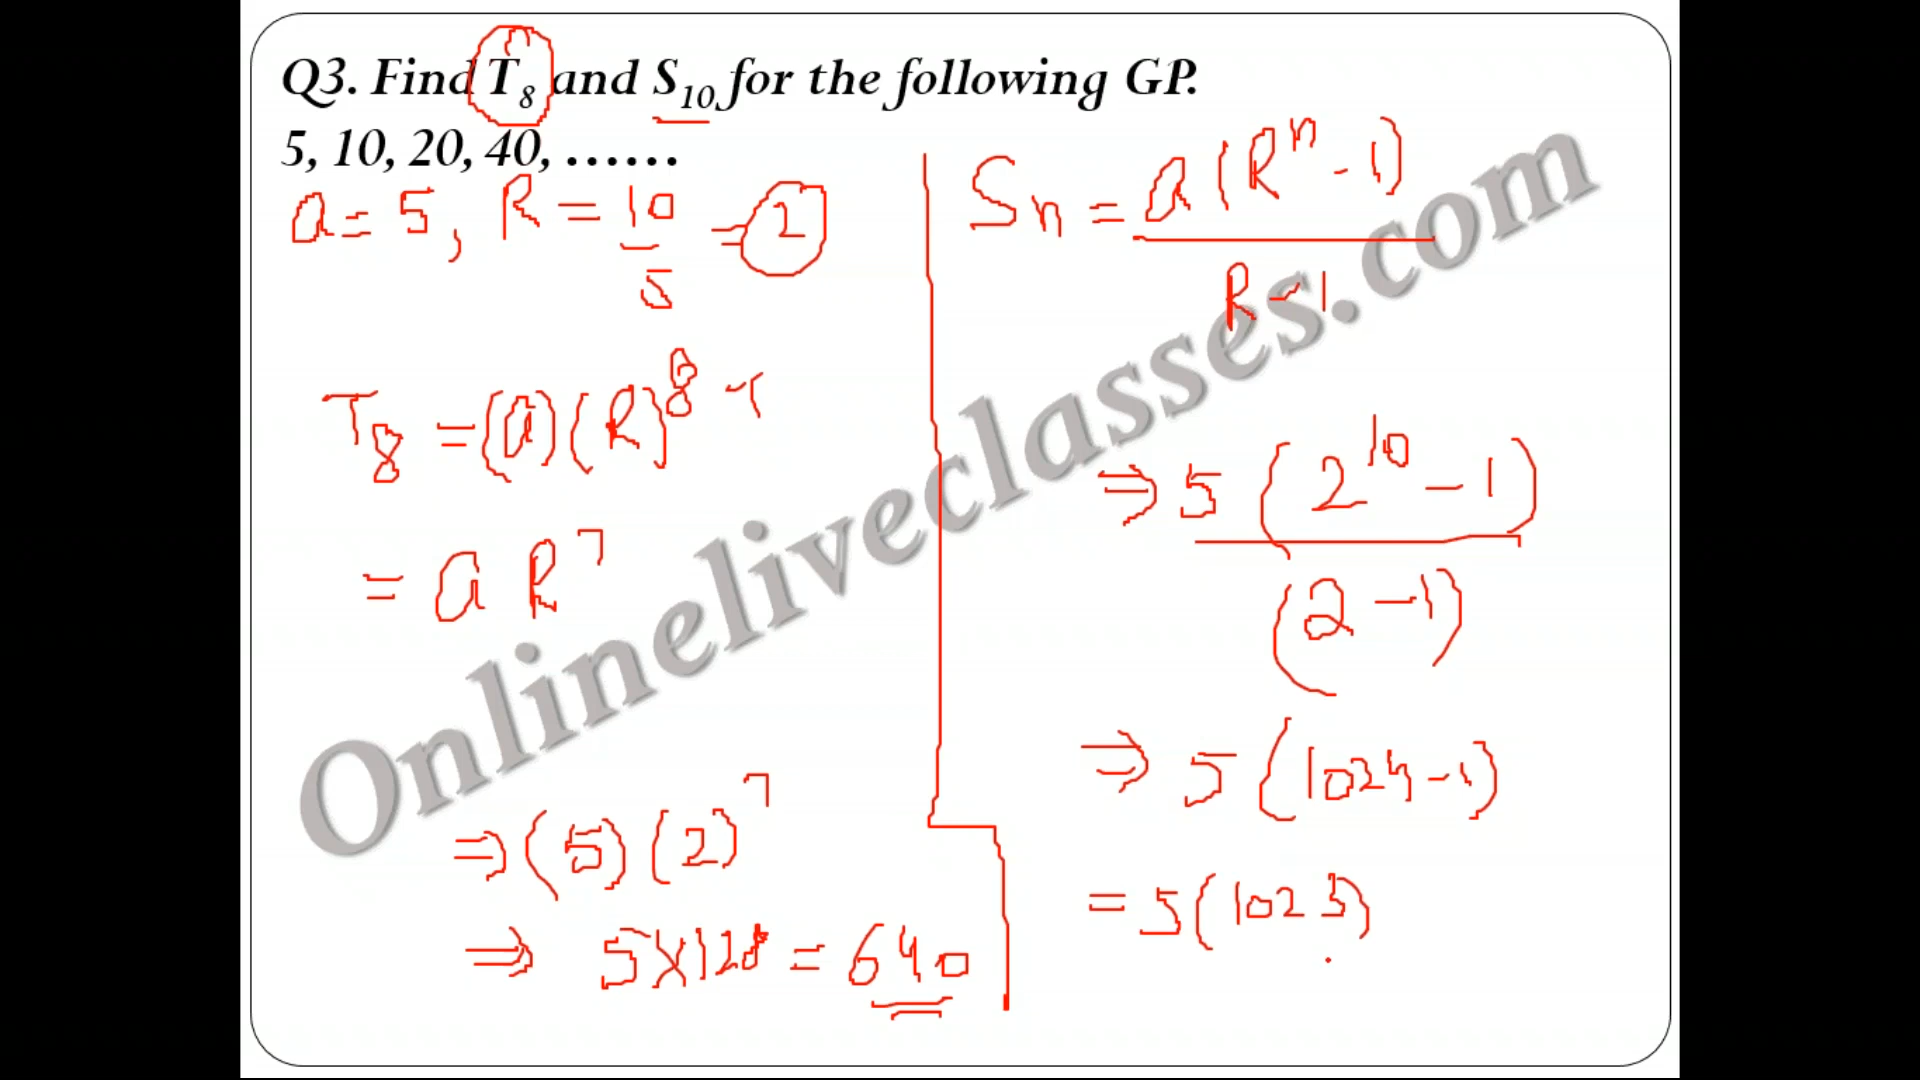 Q3. Find T8 and S10 for the following GP.
5, 10, 20, 40, ......
a = 5, R = 10/5 = 2
T8 = (a)(R)^8-1
= a R^7
⇒ (5)(2)^7
⇒ 5×128 = 640
Sn = a(R^n - 1)
R - 1
⇒ 5(2^10 - 1)
(2 - 1)
⇒ 5(1024 - 1)
= 5(1023)
Onlineliveclasses.com